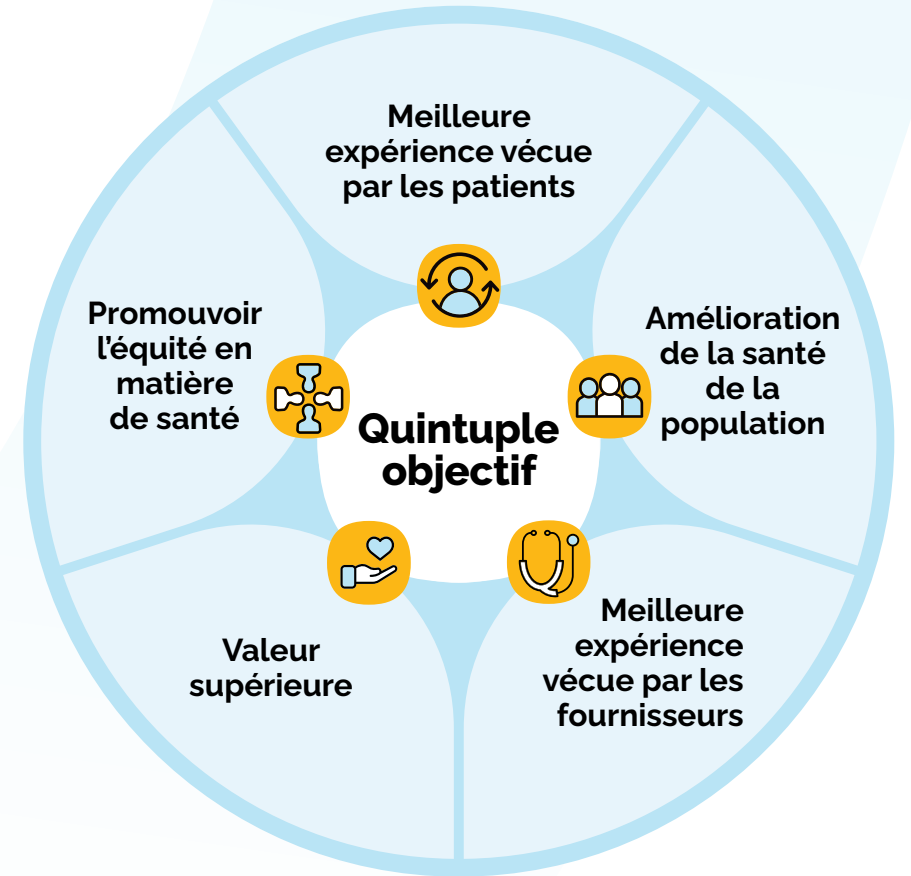 Meilleure
expérience vécue
par les patients
Promouvoir
l'équité en
matière
de santé
Amélioration
de la santé
de la
population
Quintuple
objectif
Valeur
supérieure
Meilleure
expérience
vécue par les
fournisseurs